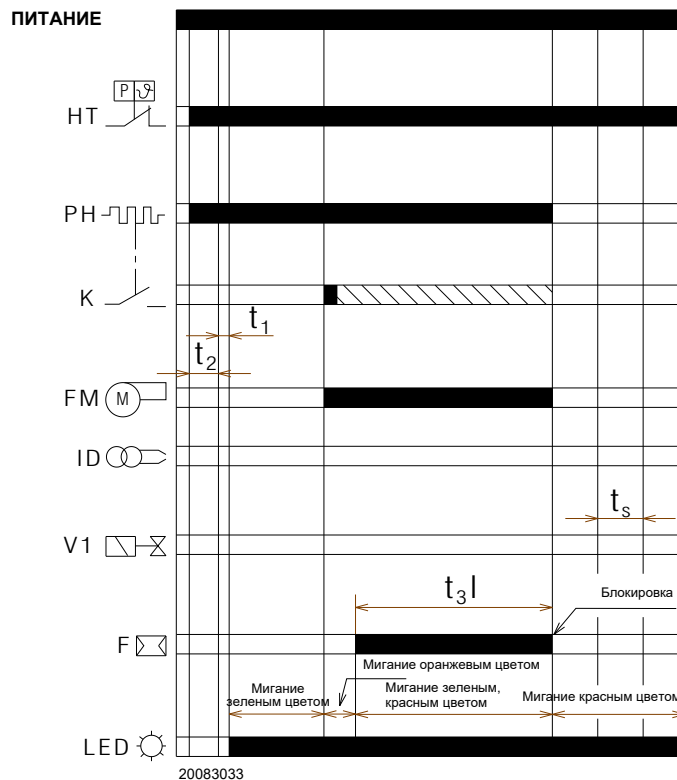 ПИТАНИЕ
P ϑ
HT
PH
K
t1
t2
FM M
ID
ts
V1
t3l
Блокировка
F
Мигание оранжевым цветом
Мигание
зеленым цветом
Мигание зеленым,
красным цветом
Мигание красным цветом
LED
20083033